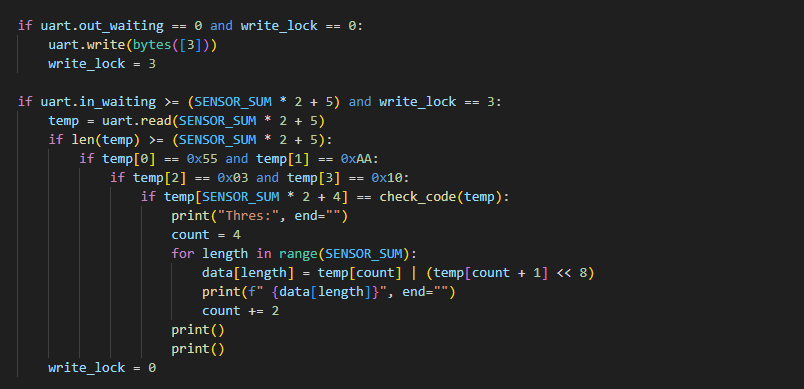 if uart.out_waiting == 0 and write_lock == 0:
    uart.write(bytes([3]))
    write_lock = 3

if uart.in_waiting >= (SENSOR_SUM * 2 + 5) and write_lock == 3:
    temp = uart.read(SENSOR_SUM * 2 + 5)
    if len(temp) >= (SENSOR_SUM * 2 + 5):
        if temp[0] == 0x55 and temp[1] == 0xAA:
            if temp[2] == 0x03 and temp[3] == 0x10:
                if temp[SENSOR_SUM * 2 + 4] == check_code(temp):
                    print("Thres:", end="")
                    count = 4
                    for length in range(SENSOR_SUM):
                        data[length] = temp[count] | (temp[count + 1] << 8)
                        print(f" {data[length]}", end="")
                        count += 2
                    print()
                    print()
    write_lock = 0